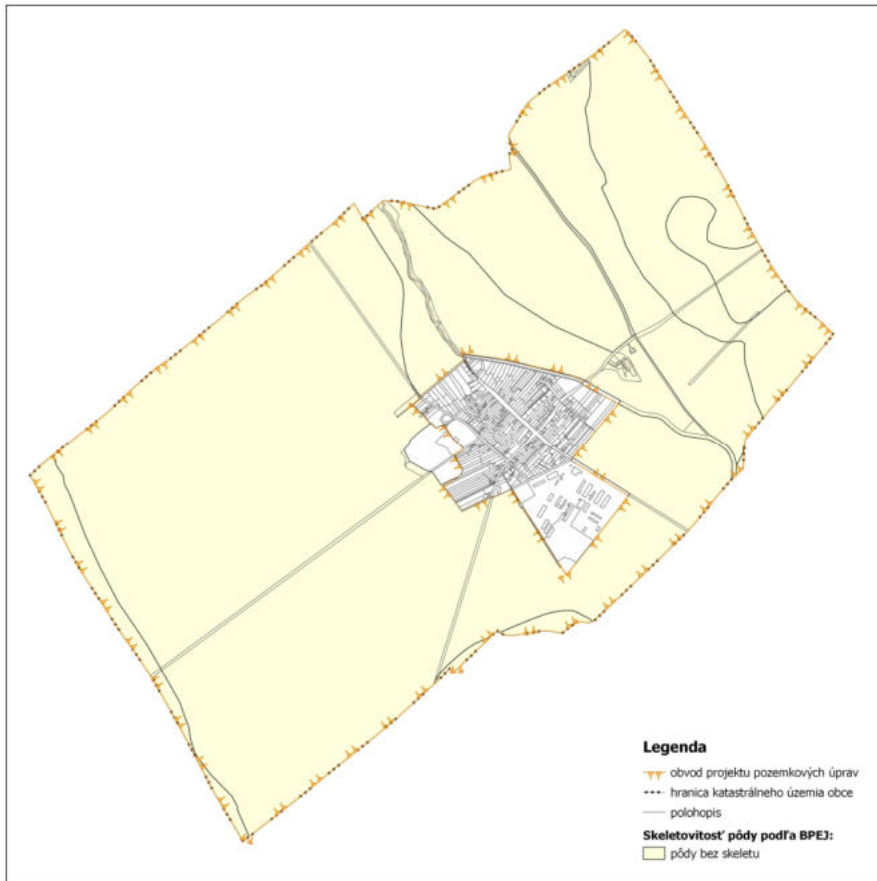 Legenda
obvod projektu pozemkových úprav
hranica katastrálneho územia obce
polohopis
Skeletovitosť pôdy podľa BPEJ:
pôdy bez skeletu